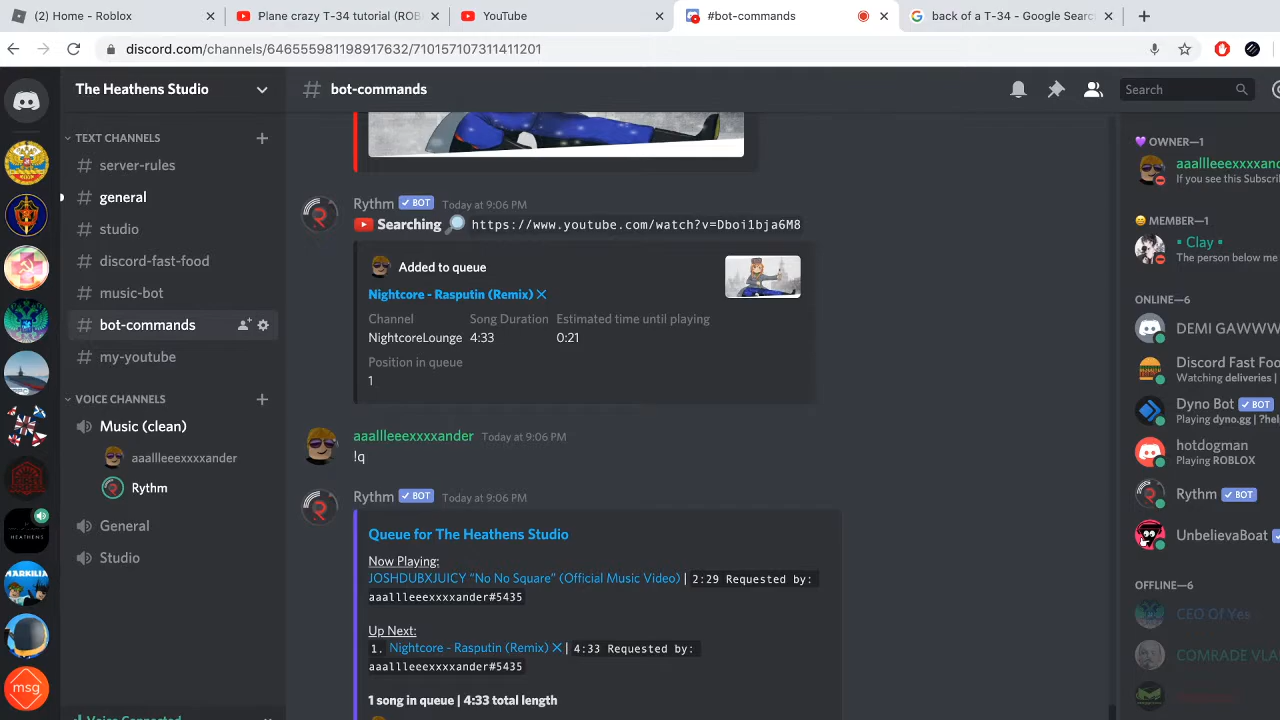 Home - Roblox
Plane crazy T-34 tutorial (ROB
YouTube
#bot-commands
back of a T-34 - Google Searc
discord.com/channels/646555981198917632/710157107311411201
The Heathens Studio
# bot-commands
Search
TEXT CHANNELS
# server-rules
# general
# studio
# discord-fast-food
# music-bot
# bot-commands
# my-youtube
VOICE CHANNELS
Music (clean)
aaallleeexxxxander
Rythm
General
Studio
HEATHENS
MARKILIA
msg
Rythm BOT Today at 9:06 PM
Searching https://www.youtube.com/watch?v=Dboi1bja6M8
Added to queue
Nightcore - Rasputin (Remix)
Channel Song Duration Estimated time until playing
NightcoreLounge 4:33 0:21
Position in queue
1
aaallleeexxxxander Today at 9:06 PM
!q
Rythm BOT Today at 9:06 PM
Queue for The Heathens Studio
Now Playing:
JOSHDUBXJUICY “No No Square” (Official Music Video) | 2:29 Requested by:
aaallleeexxxxander#5435
Up Next:
1. Nightcore - Rasputin (Remix) | 4:33 Requested by:
aaallleeexxxxander#5435
1 song in queue | 4:33 total length
OWNER—1
aaallleeexxxxand
If you see this Subscri
MEMBER—1
• Clay •
The person below me
ONLINE—6
DEMI GAWWW
Discord Fast Foo
Watching deliveries |
Dyno Bot BOT
Playing dyno.gg | ?hel
hotdogman
Playing ROBLOX
Rythm BOT
UnbelievaBoat
OFFLINE—6
CEO Of Yes
COMRADE VLA